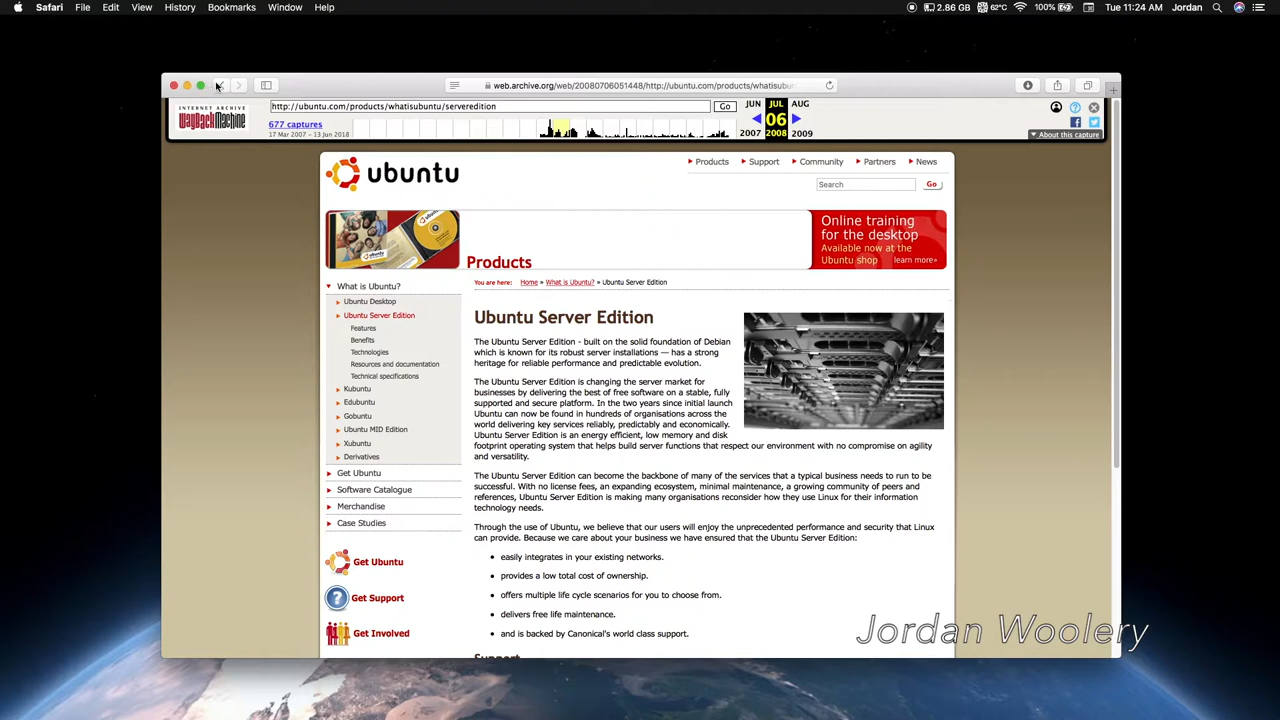 Safari File Edit View History Bookmarks Window Help
2.86 GB 62°C 100% Tue 11:24 AM Jordan
web.archive.org/web/20080706051448/http://ubuntu.com/products/whatisubun
INTERNET ARCHIVE
WayBackMachine
http://ubuntu.com/products/whatisubuntu/serveredition
Go
JUN JUL AUG
677 captures
17 Mar 2007 – 13 Jun 2018
06
2007 2008 2009
About this capture
ubuntu
Products Support Community Partners News
Search
Go
Online training
for the desktop
Available now at the
Ubuntu shop learn more»
Products
You are here: Home » What is Ubuntu? » Ubuntu Server Edition
What is Ubuntu?
Ubuntu Desktop
Ubuntu Server Edition
Features
Benefits
Technologies
Resources and documentation
Technical specifications
Kubuntu
Edubuntu
Gobuntu
Ubuntu MID Edition
Xubuntu
Derivatives
Get Ubuntu
Software Catalogue
Merchandise
Case Studies
Get Ubuntu
Get Support
Get Involved
Ubuntu Server Edition
The Ubuntu Server Edition - built on the solid foundation of Debian
which is known for its robust server installations — has a strong
heritage for reliable performance and predictable evolution.
The Ubuntu Server Edition is changing the server market for
businesses by delivering the best of free software on a stable, fully
supported and secure platform. In the two years since initial launch
Ubuntu can now be found in hundreds of organisations across the
world delivering key services reliably, predictably and economically.
Ubuntu Server Edition is an energy efficient, low memory and disk
footprint operating system that helps build server functions that respect our environment with no compromise on agility
and versatility.
The Ubuntu Server Edition can become the backbone of many of the services that a typical business needs to run to be
successful. With no license fees, an expanding ecosystem, minimal maintenance, a growing community of peers and
references, Ubuntu Server Edition is making many organisations reconsider how they use Linux for their information
technology needs.
Through the use of Ubuntu, we believe that our users will enjoy the unprecedented performance and security that Linux
can provide. Because we care about your business we have ensured that the Ubuntu Server Edition:
• easily integrates in your existing networks.
• provides a low total cost of ownership.
• offers multiple life cycle scenarios for you to choose from.
• delivers free life maintenance.
• and is backed by Canonical's world class support.
Support
Jordan Woolery